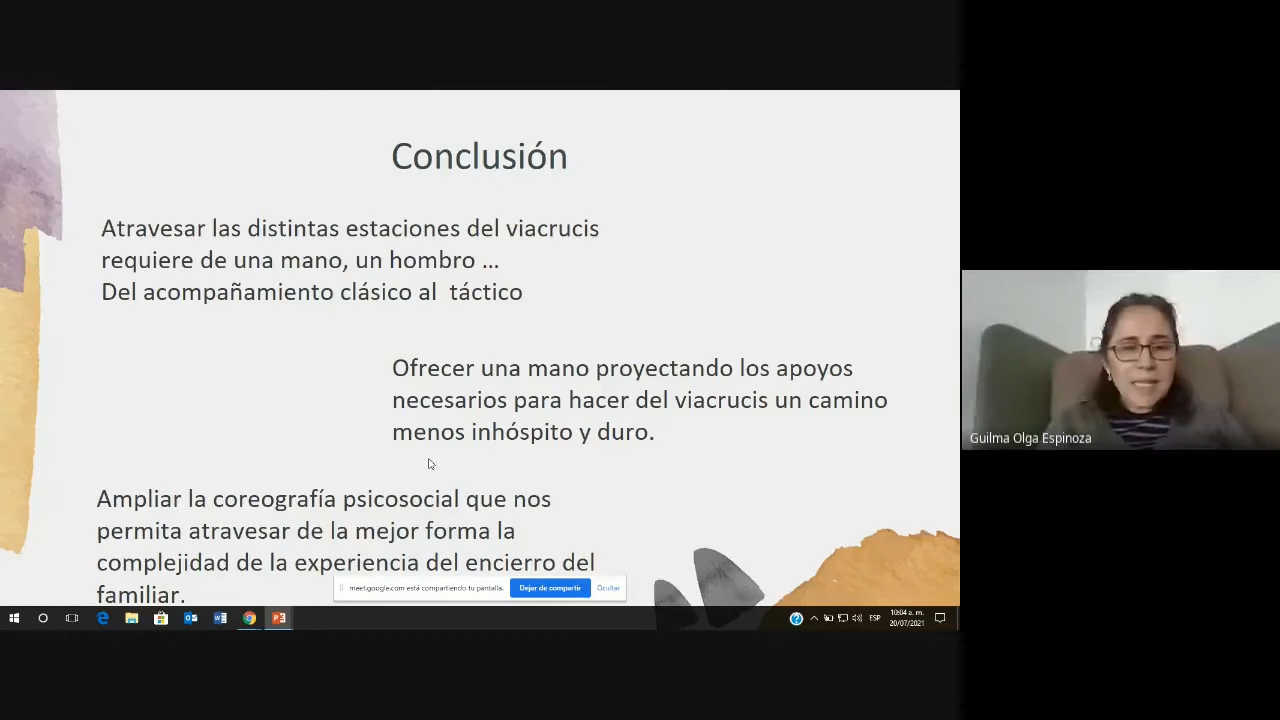 Conclusión
Atravesar las distintas estaciones del viacrucis
requiere de una mano, un hombro ...
Del acompañamiento clásico al táctico
Ofrecer una mano proyectando los apoyos
necesarios para hacer del viacrucis un camino
menos inhóspito y duro.
Ampliar la coreografía psicosocial que nos
permita atravesar de la mejor forma la
complejidad de la experiencia del encierro del
familiar.
meet.google.com está compartiendo tu pantalla.
Dejar de compartir
Ocultar
ESP
10:04 a. m.
20/07/2021
Guilma Olga Espinoza